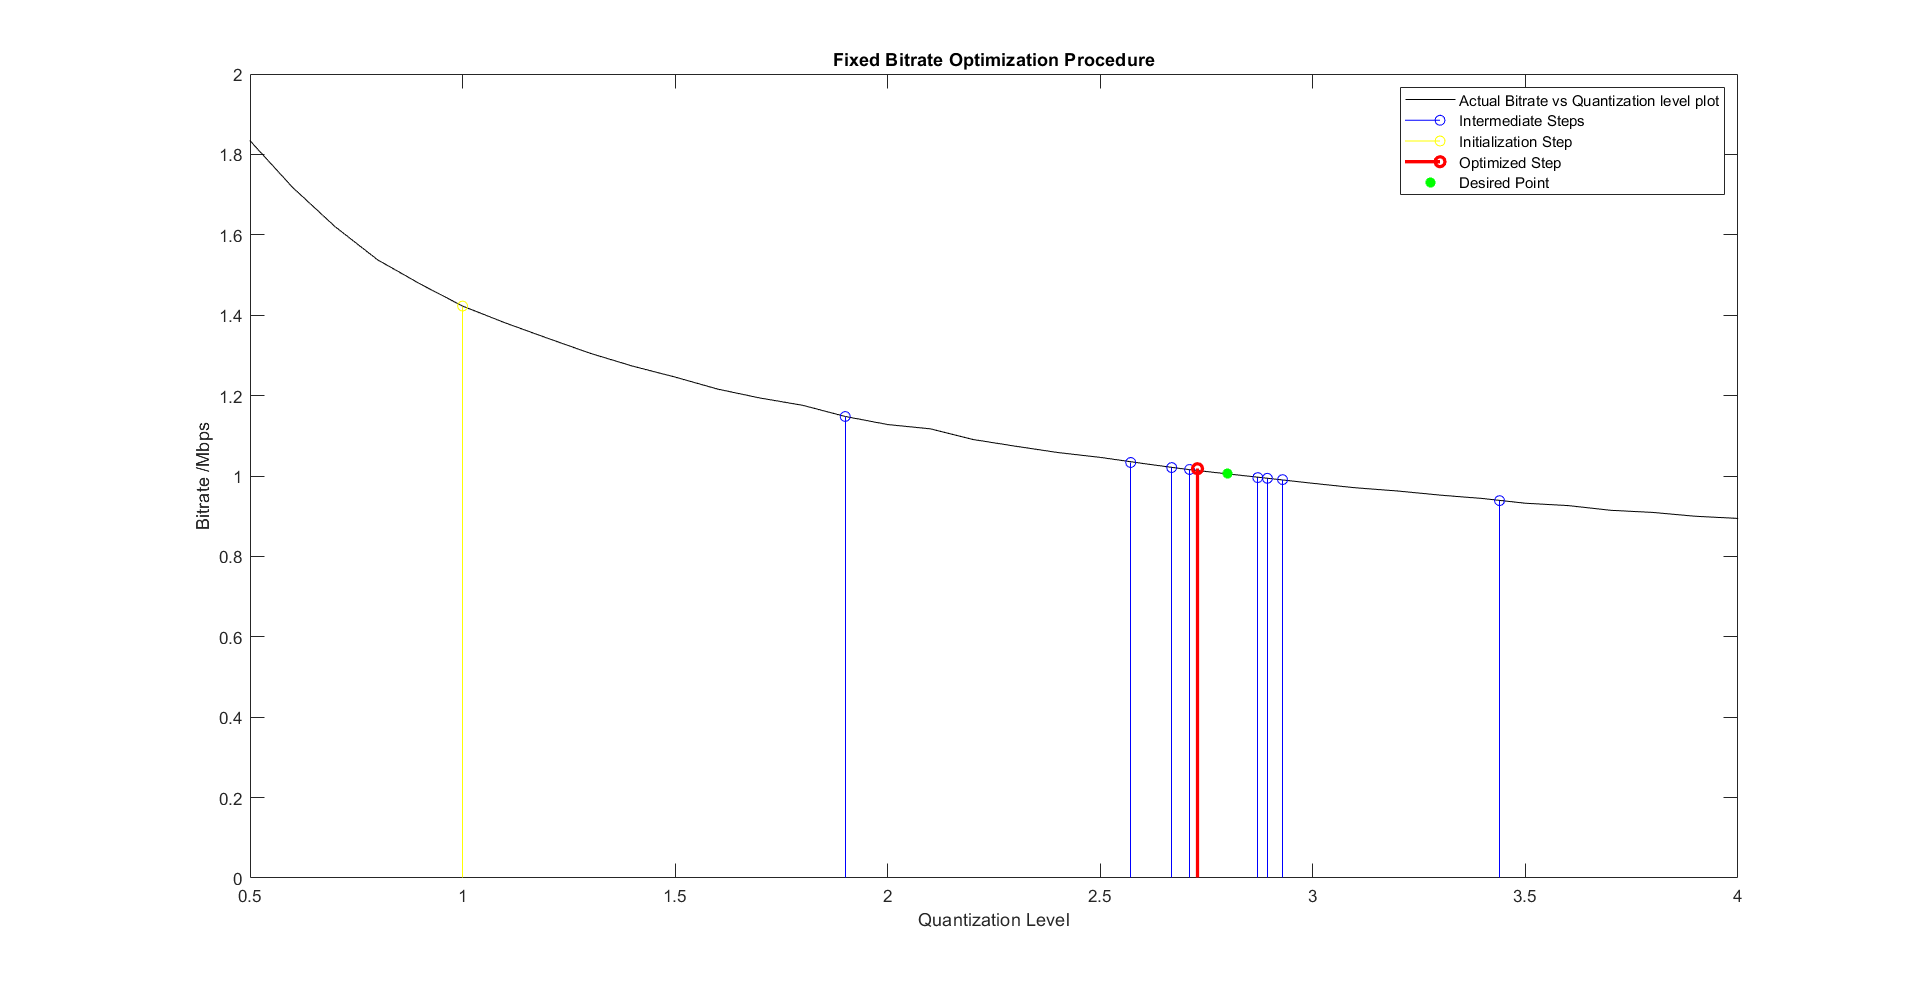 Fixed Bitrate Optimization Procedure
2
1.8
1.6
1.4
1.2
1
0.8
0.6
0.4
0.2
0
Bitrate /Mbps
Actual Bitrate vs Quantization level plot
Intermediate Steps
Initialization Step
Optimized Step
Desired Point
0.5 1 1.5 2 2.5 3 3.5 4
Quantization Level